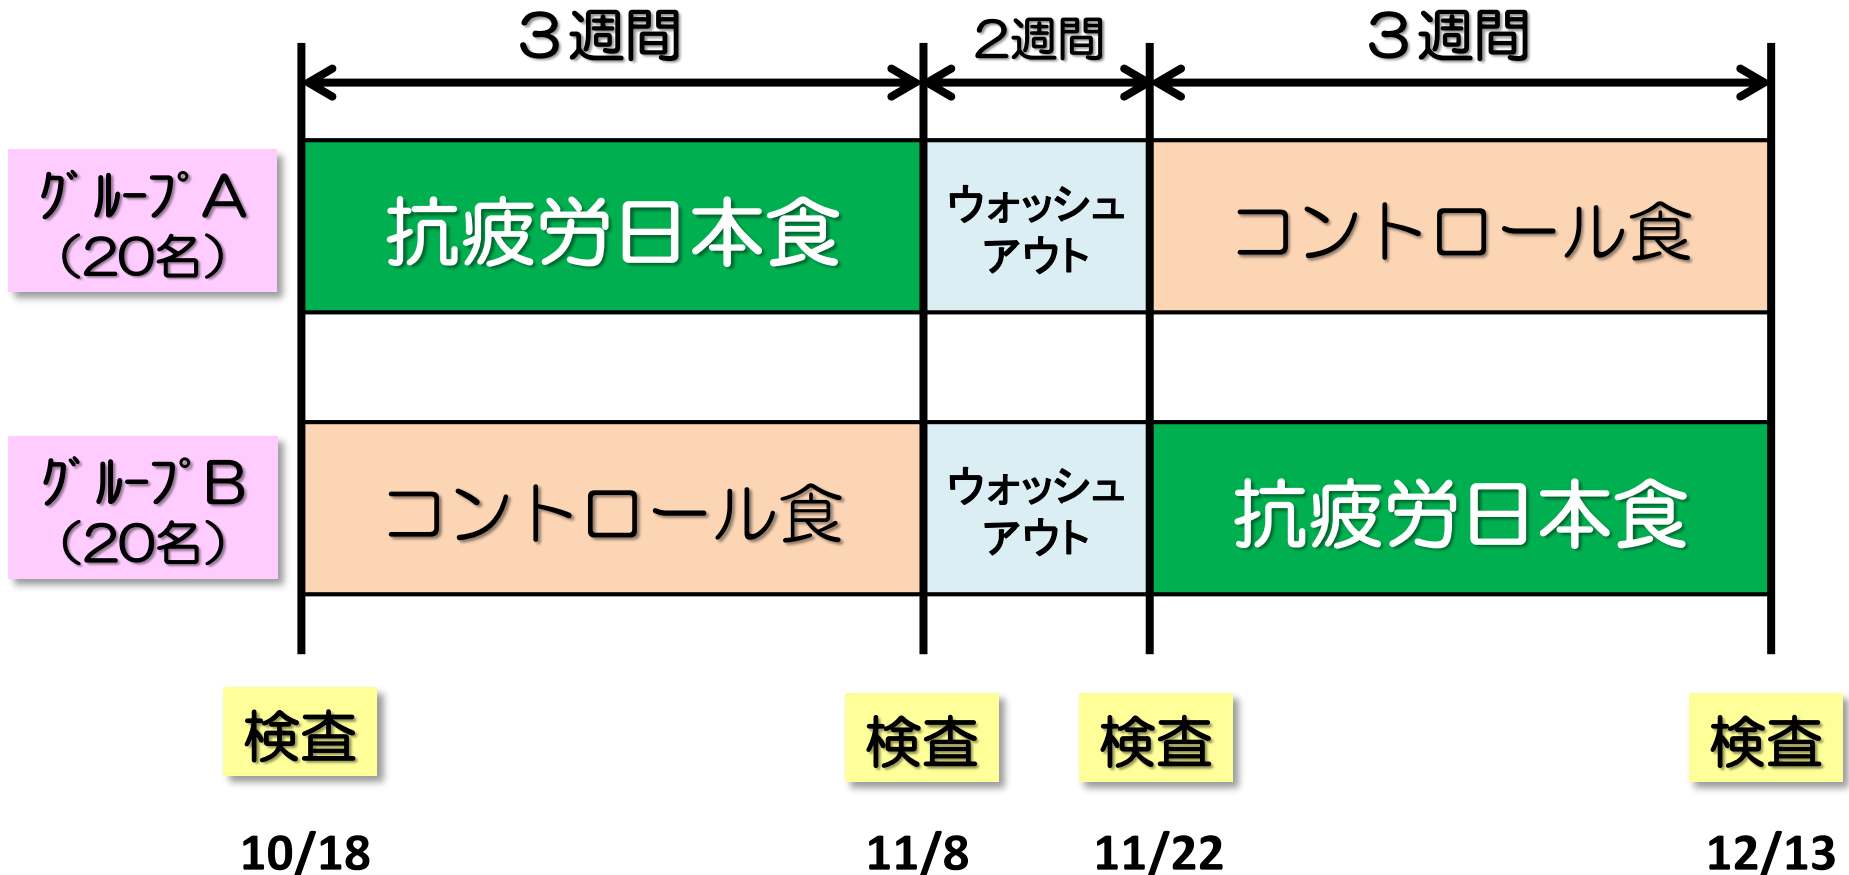 ３週間
２週間
３週間
ｸﾞﾙｰﾌﾟA
（20名）
抗疲労日本食
ウォッシュ
アウト
コントロール食
ｸﾞﾙｰﾌﾟB
（20名）
コントロール食
ウォッシュ
アウト
抗疲労日本食
検査
検査
検査
検査
10/18
11/8
11/22
12/13